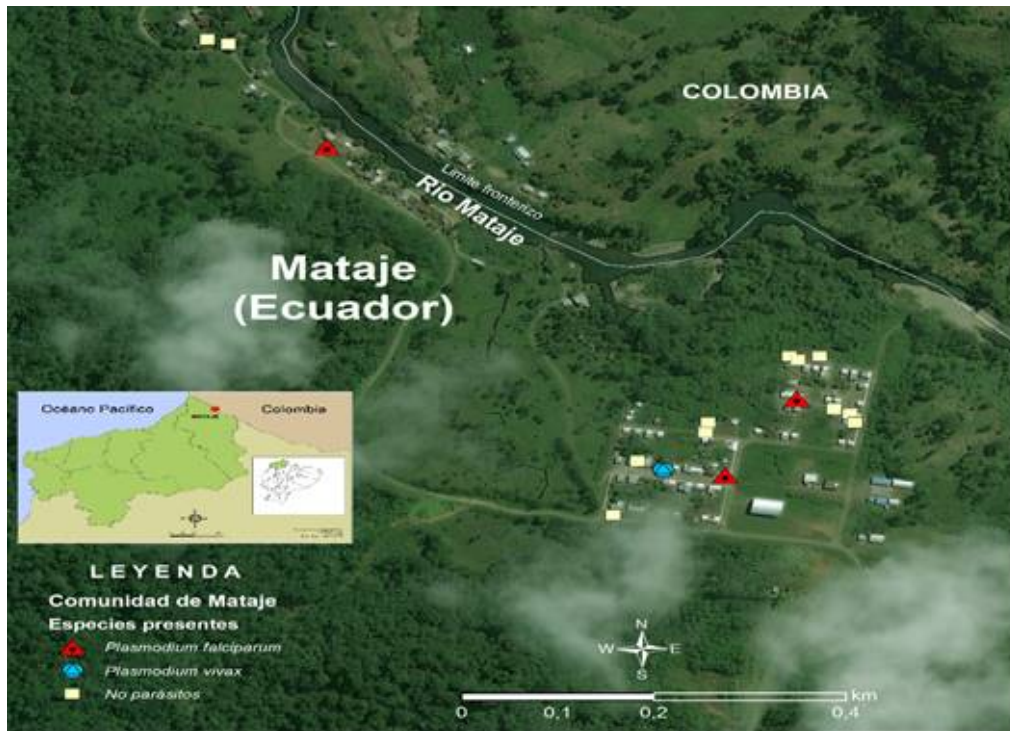 COLOMBIA
Límite fronterizo
Río Mataje
Mataje
(Ecuador)
Océano Pacífico
Colombia
LEYENDA
Comunidad de Mataje
Especies presentes
Plasmodium falciparum
Plasmodium vivax
No parásitos
N
W E
S
km
0 0,1 0,2 0,4